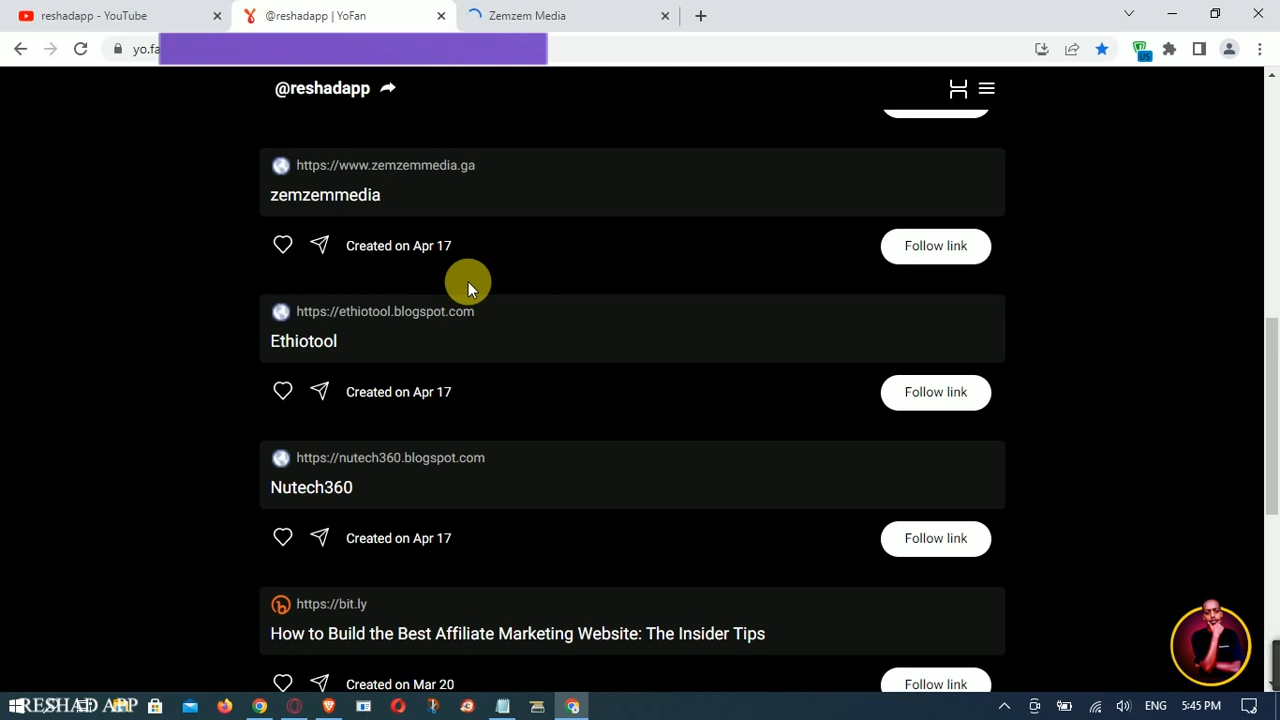 reshadapp - YouTube
@reshadapp | YoFan
Zemzem Media
yo.fa
US
@reshadapp
https://www.zemzemmedia.ga
zemzemmedia
Created on Apr 17
Follow link
https://ethiotool.blogspot.com
Ethiotool
Created on Apr 17
Follow link
https://nutech360.blogspot.com
Nutech360
Created on Apr 17
Follow link
https://bit.ly
How to Build the Best Affiliate Marketing Website: The Insider Tips
Created on Mar 20
Follow link
RESHAD APP
ENG
5:45 PM